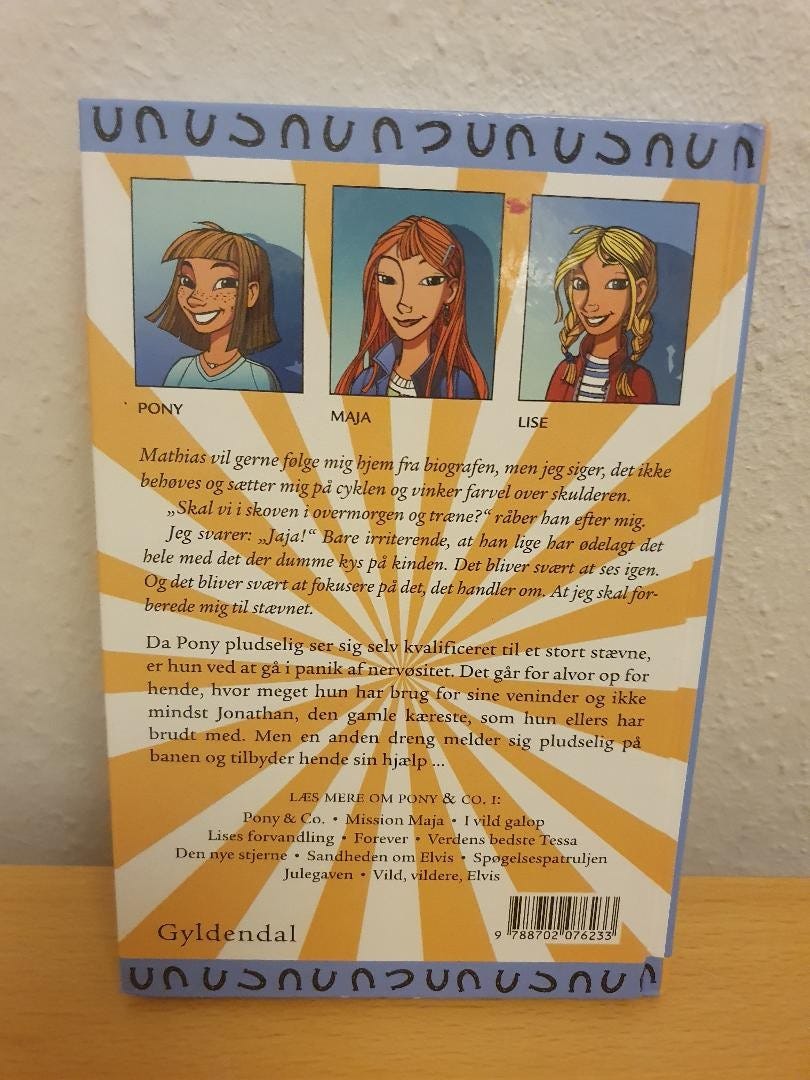 PONY
MAJA
LISE
Mathias vil gerne følge mig hjem fra biografen, men jeg siger, det ikke
behøves og sætter mig på cyklen og vinker farvel over skulderen.
„Skal vi i skoven i overmorgen og træne?“ råber han efter mig.
Jeg svarer: „Jaja!“ Bare irriterende, at han lige har ødelagt det
hele med det der dumme kys på kinden. Det bliver svært at ses igen.
Og det bliver svært at fokusere på det, det handler om. At jeg skal for-
berede mig til stævnet.
Da Pony pludselig ser sig selv kvalificeret til et stort stævne,
er hun ved at gå i panik af nervøsitet. Det går for alvor op for
hende, hvor meget hun har brug for sine veninder og ikke
mindst Jonathan, den gamle kæreste, som hun ellers har
brudt med. Men en anden dreng melder sig pludselig på
banen og tilbyder hende sin hjælp ...
LÆS MERE OM PONY & CO. I:
Pony & Co. • Mission Maja • I vild galop
Lises forvandling • Forever • Verdens bedste Tessa
Den nye stjerne • Sandheden om Elvis • Spøgelsespatruljen
Julegaven • Vild, vildere, Elvis
Gyldendal
9 788702 076233